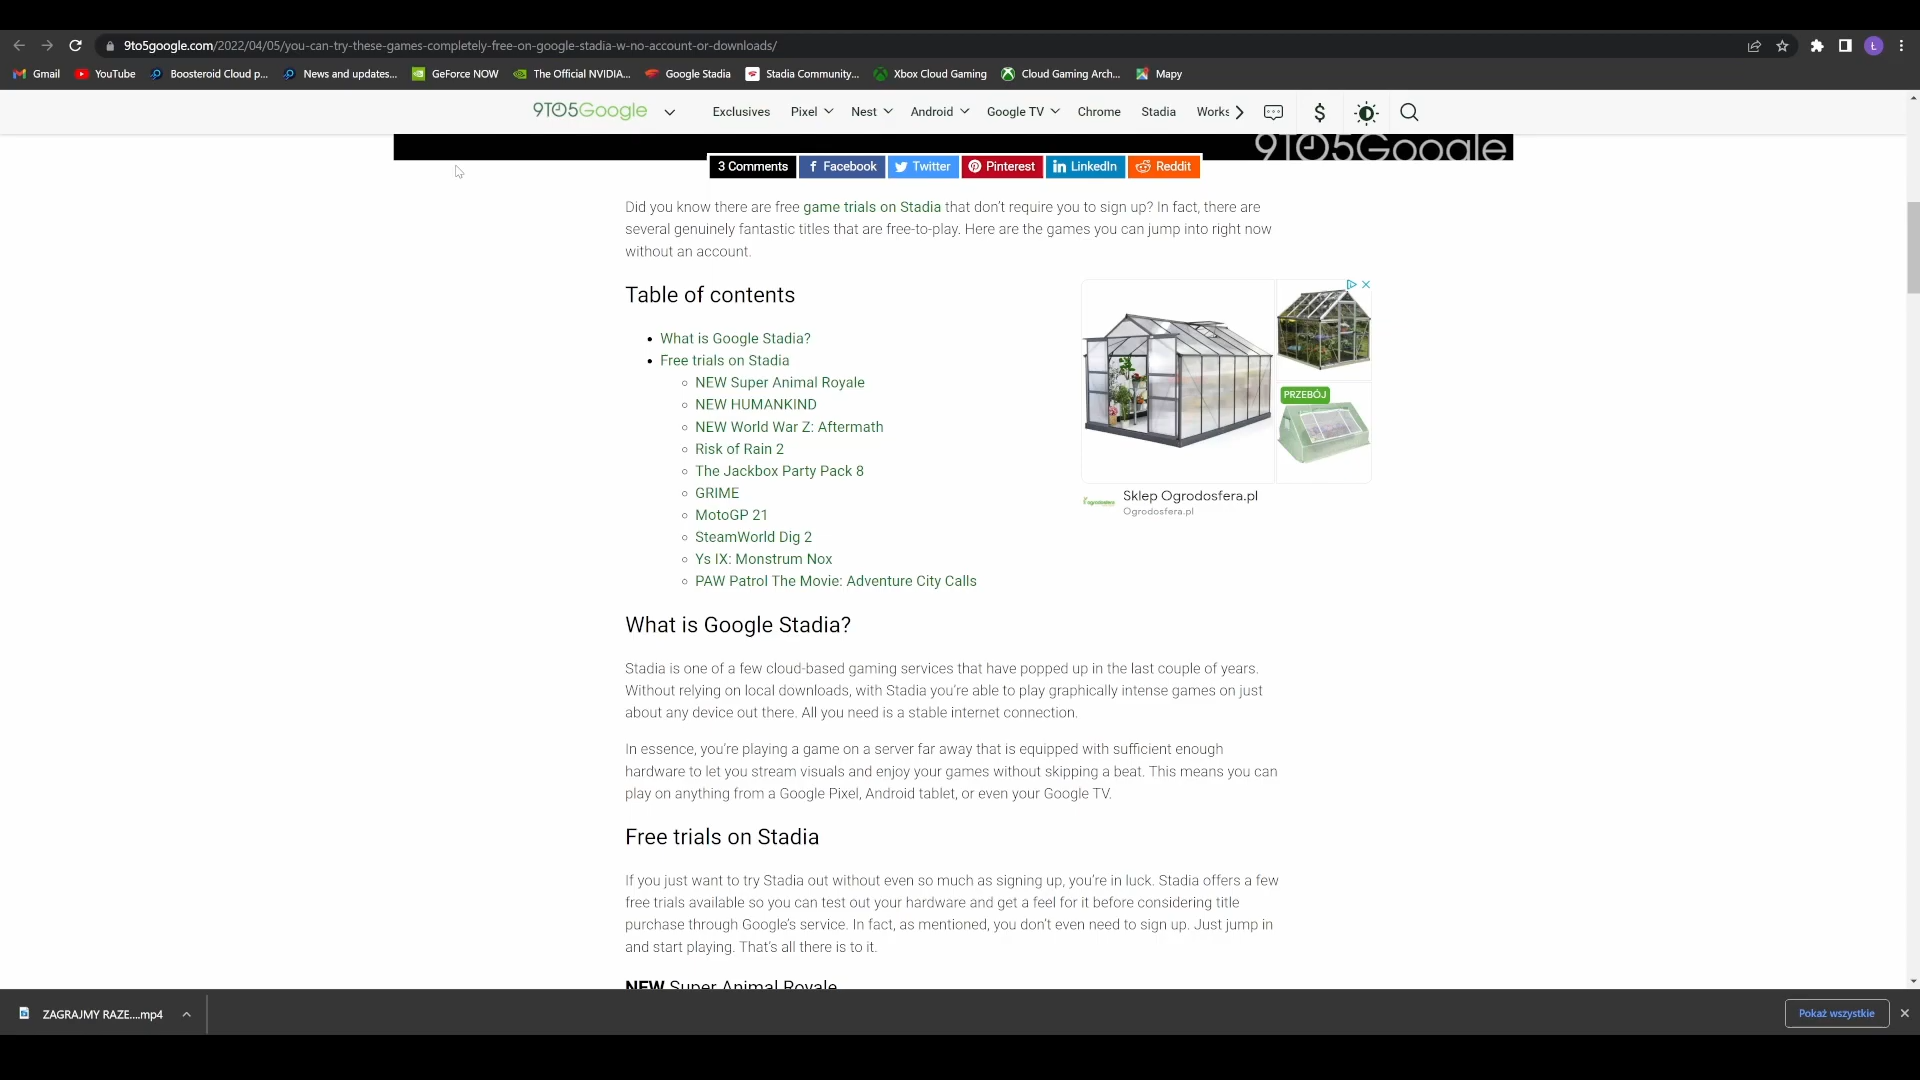 9to5google.com/2022/04/05/you-can-try-these-games-completely-free-on-google-stadia-w-no-account-or-downloads/
Ł
Gmail YouTube Boosteroid Cloud p... News and updates... GeForce NOW The Official NVIDIA... Google Stadia Stadia Community... Xbox Cloud Gaming Cloud Gaming Arch... Mapy
9TO5Google Exclusives Pixel Nest Android Google TV Chrome Stadia Works $
9TO5Google
3 Comments Facebook Twitter Pinterest LinkedIn Reddit
Did you know there are free game trials on Stadia that don’t require you to sign up? In fact, there are
several genuinely fantastic titles that are free-to-play. Here are the games you can jump into right now
without an account.
Table of contents
What is Google Stadia?
Free trials on Stadia
NEW Super Animal Royale
NEW HUMANKIND
NEW World War Z: Aftermath
Risk of Rain 2
The Jackbox Party Pack 8
GRIME
MotoGP 21
SteamWorld Dig 2
Ys IX: Monstrum Nox
PAW Patrol The Movie: Adventure City Calls
PRZEBÓJ
Sklep Ogrodosfera.pl
Ogrodosfera.pl
What is Google Stadia?
Stadia is one of a few cloud-based gaming services that have popped up in the last couple of years.
Without relying on local downloads, with Stadia you’re able to play graphically intense games on just
about any device out there. All you need is a stable internet connection.
In essence, you’re playing a game on a server far away that is equipped with sufficient enough
hardware to let you stream visuals and enjoy your games without skipping a beat. This means you can
play on anything from a Google Pixel, Android tablet, or even your Google TV.
Free trials on Stadia
If you just want to try Stadia out without even so much as signing up, you’re in luck. Stadia offers a few
free trials available so you can test out your hardware and get a feel for it before considering title
purchase through Google’s service. In fact, as mentioned, you don’t even need to sign up. Just jump in
and start playing. That’s all there is to it.
NEW Super Animal Royale
ZAGRAJMY RAZE....mp4
Pokaż wszystkie